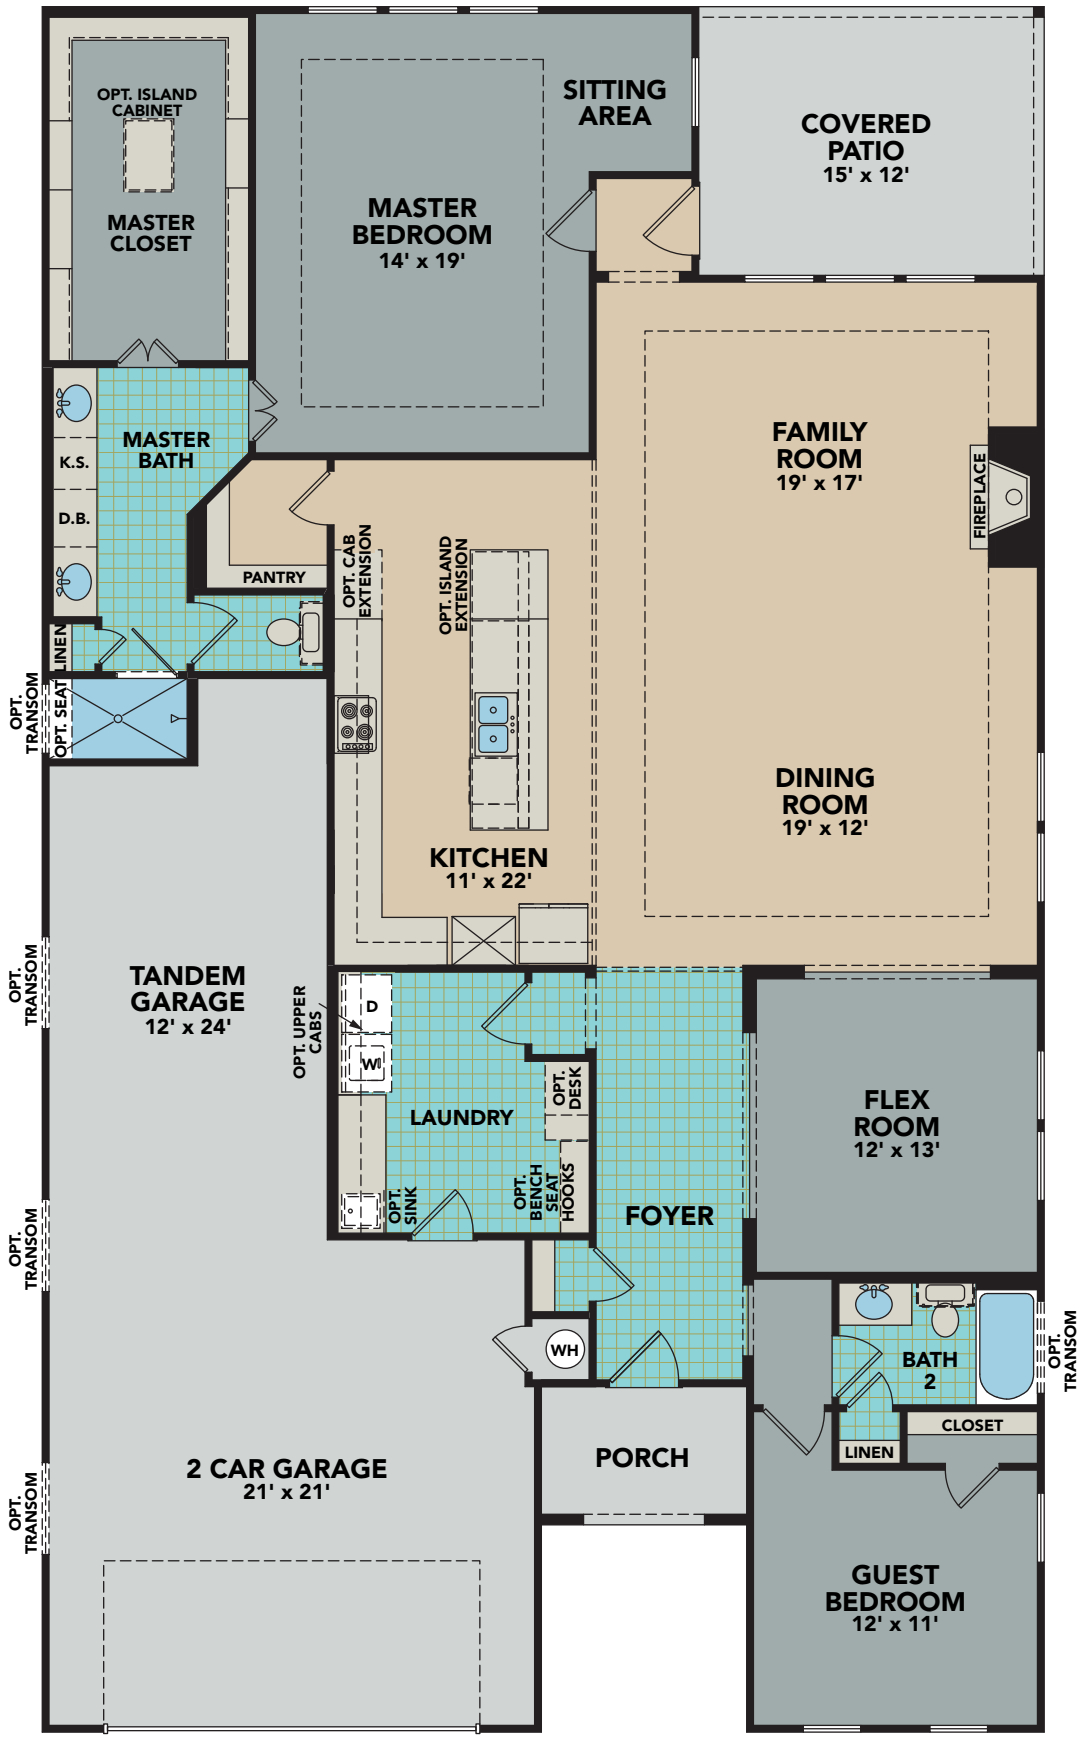 OPT. ISLAND
CABINET
MASTER
CLOSET
MASTER
BEDROOM
14' x 19'
SITTING
AREA
COVERED
PATIO
15' x 12'
MASTER
BATH
K.S.
D.B.
LINEN
PANTRY
OPT. CAB
EXTENSION
OPT. ISLAND
EXTENSION
FAMILY
ROOM
19' x 17'
FIREPLACE
OPT.
TRANSOM
OPT. SEAT
DINING
ROOM
19' x 12'
KITCHEN
11' x 22'
OPT.
TRANSOM
TANDEM
GARAGE
12' x 24'
OPT. UPPER
CABS
D
W
LAUNDRY
OPT.
DESK
OPT.
SINK
OPT.
BENCH
SEAT
HOOKS
FOYER
FLEX
ROOM
12' x 13'
OPT.
TRANSOM
WH
BATH
2
OPT.
TRANSOM
LINEN
CLOSET
PORCH
2 CAR GARAGE
21' x 21'
OPT.
TRANSOM
GUEST
BEDROOM
12' x 11'